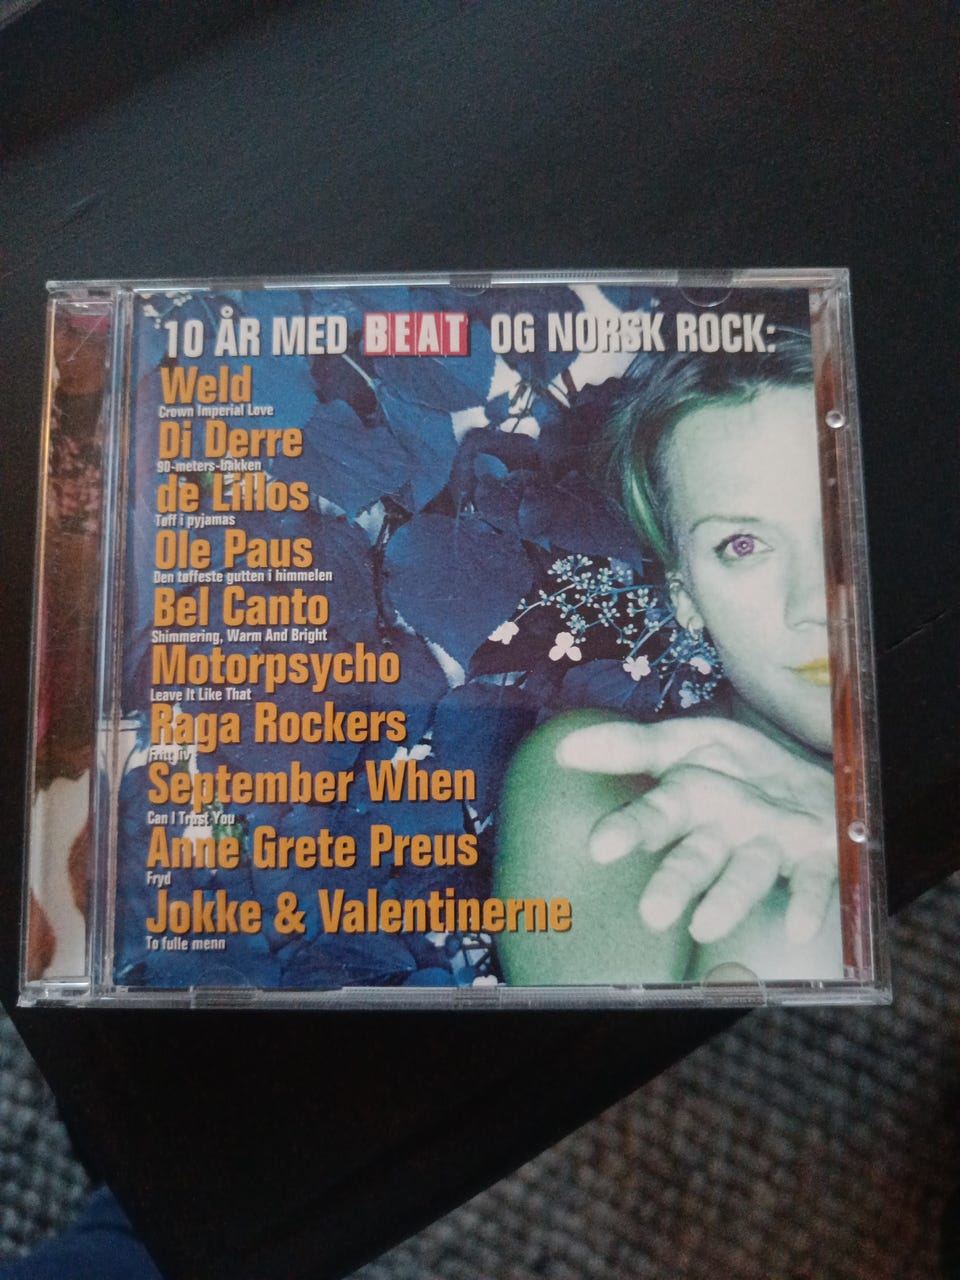 10 ÅR MED BEAT OG NORSK ROCK:
Weld
Crown Imperial Love
Di Derre
90-meters-bakken
de Lillos
Tøff i pyjamas
Ole Paus
Den tøffeste gutten i himmelen
Bel Canto
Shimmering, Warm And Bright
Motorpsycho
Leave It Like That
Raga Rockers
Fritt liv
September When
Can I Trust You
Anne Grete Preus
Fryd
Jokke & Valentinerne
To fulle menn